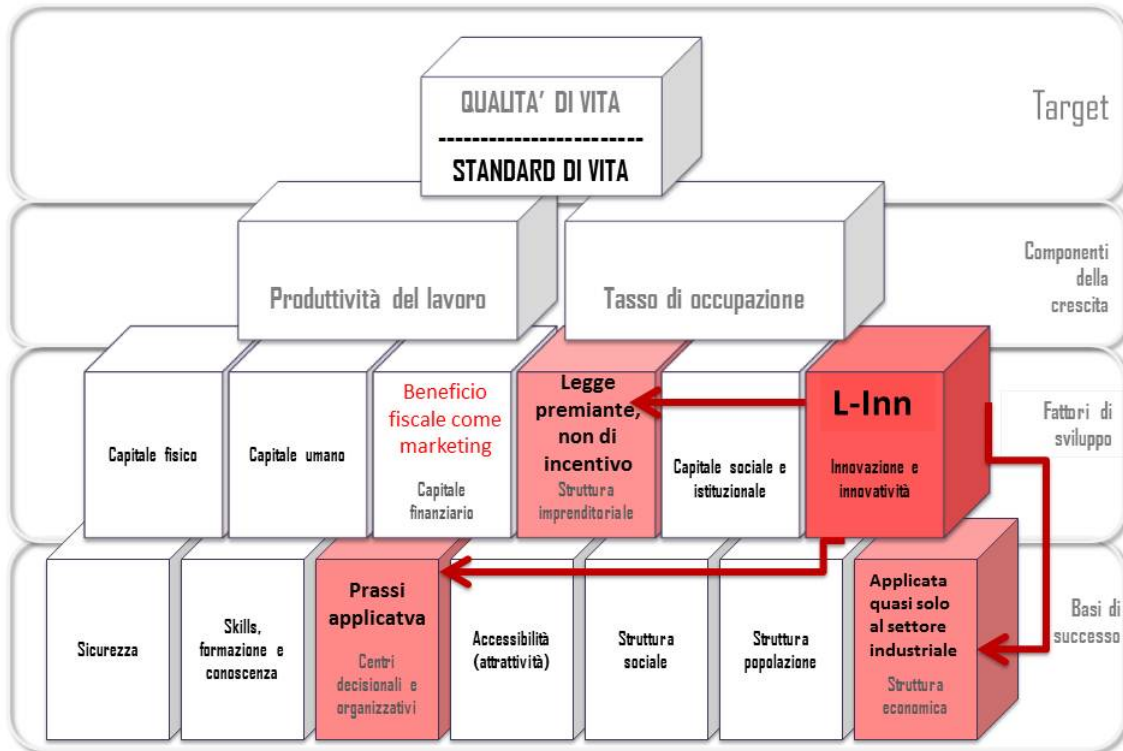 QUALITA' DI VITA
-----------------------
STANDARD DI VITA
Target
Produttività del lavoro
Tasso di occupazione
Componenti
della
crescita
Capitale fisico
Capitale umano
Beneficio
fiscale come
marketing
Capitale
finanziario
Legge
premiante,
non di
incentivo
Struttura
imprenditoriale
Capitale sociale e
istituzionale
L-Inn
Innovazione e
innovatività
Fattori di
sviluppo
Sicurezza
Skills,
formazione e
conoscenza
Prassi
applicatva
Centri
decisionali e
organizzativi
Accessibilità
(attrattività)
Struttura
sociale
Struttura
popolazione
Applicata
quasi solo
al settore
industriale
Struttura
economica
Basi di
successo